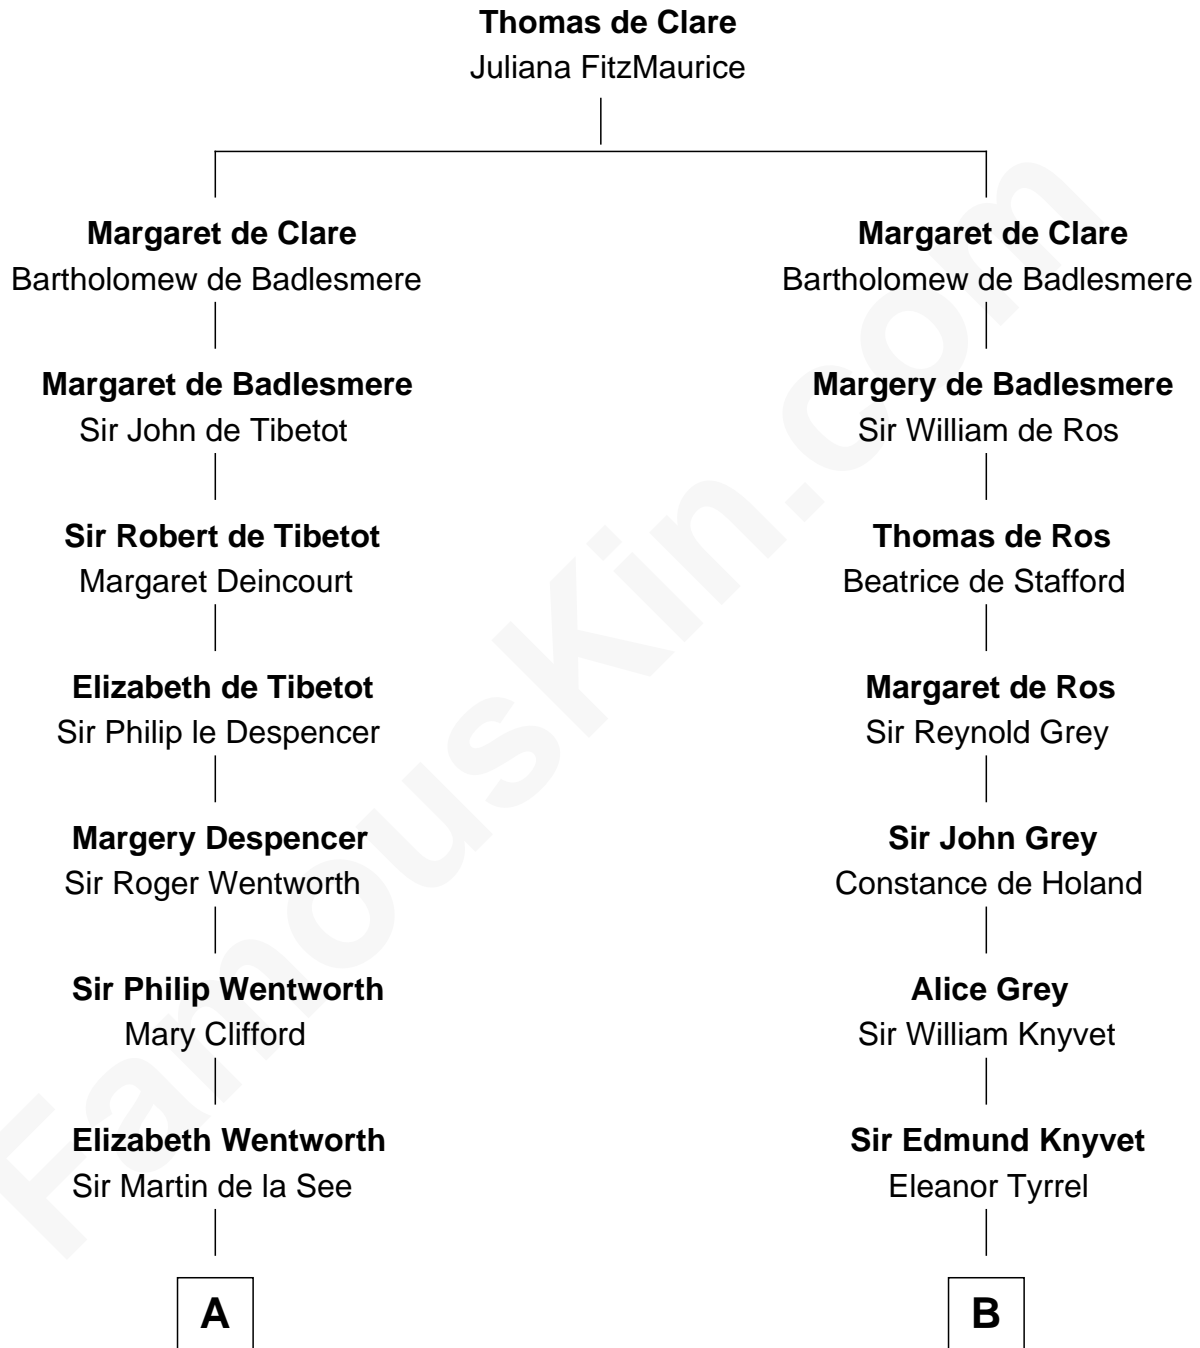 Thomas de Clare
Juliana FitzMaurice
Margaret de Clare
Bartholomew de Badlesmere
Margaret de Badlesmere
Sir John de Tibetot
Sir Robert de Tibetot
Margaret Deincourt
Elizabeth de Tibetot
Sir Philip le Despencer
Margery Despencer
Sir Roger Wentworth
Sir Philip Wentworth
Mary Clifford
Elizabeth Wentworth
Sir Martin de la See
A
Margaret de Clare
Bartholomew de Badlesmere
Margery de Badlesmere
Sir William de Ros
Thomas de Ros
Beatrice de Stafford
Margaret de Ros
Sir Reynold Grey
Sir John Grey
Constance de Holand
Alice Grey
Sir William Knyvet
Sir Edmund Knyvet
Eleanor Tyrrel
B
FamousKin.com